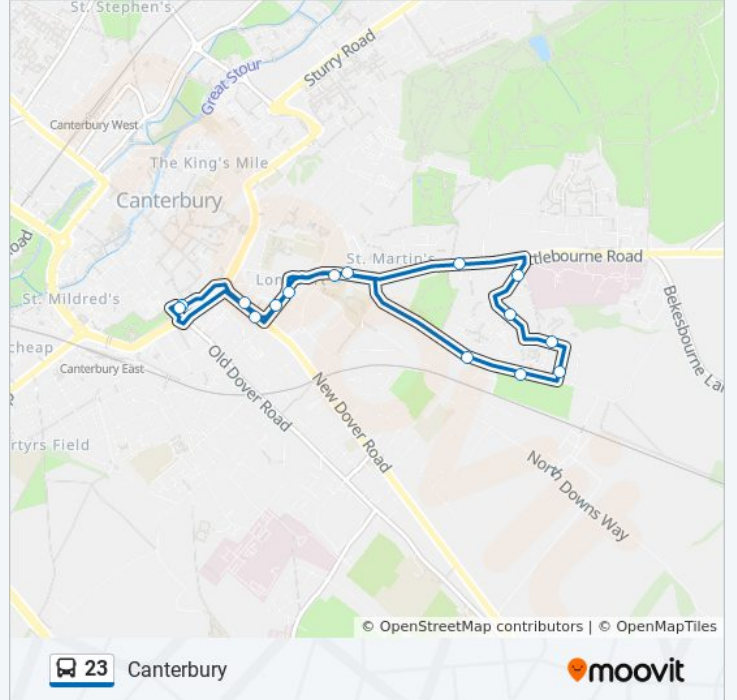 St. Stephen's
Sturry Road
Great Stour
Canterbury West
The King's Mile
Canterbury
St. Martin's
tlebourne Road
St. Mildred's
Bekesbourne La
Canterbury East
Old Dover Road
New Dover Road
rtyrs Field
North Downs Way
© OpenStreetMap contributors | © OpenMapTiles
23 Canterbury
moovit